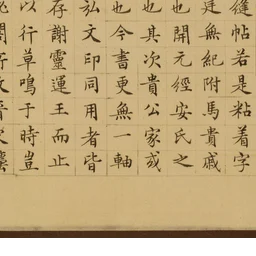 縫帖若是粘着字
無紀附馬貴戚
也開元經安氏之
也其次貴公家或
也今書更無一軸
弘文印同用者皆
存謝靈運王而止
以行草鳴于時豈